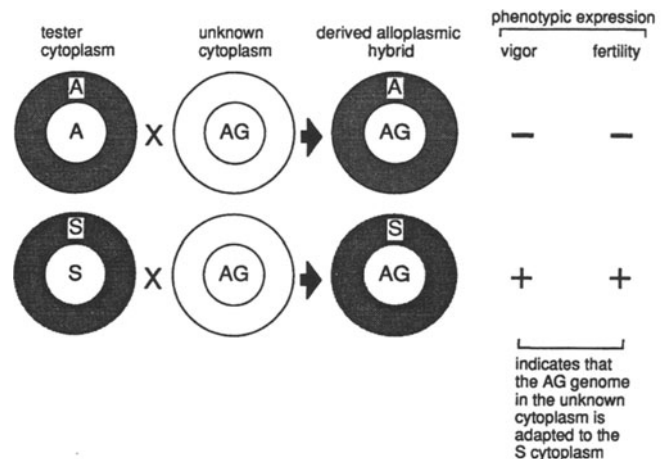 phenotypic expression
tester cytoplasm
unknown cytoplasm
derived alloplasmic hybrid
vigor
fertility
A
A
X
AG
A
AG
−
−
S
S
X
AG
S
AG
+
+
indicates that
the AG genome
in the unknown
cytoplasm is
adapted to the
S cytoplasm